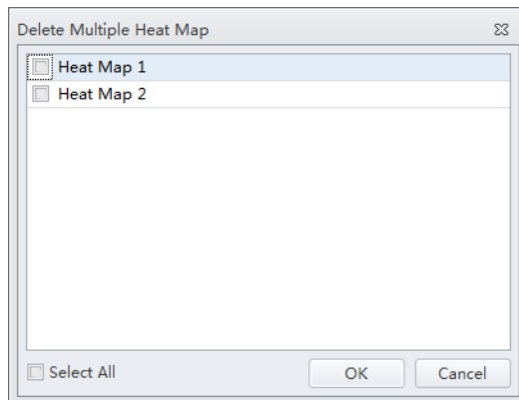 Delete Multiple Heat Map
Heat Map 1
Heat Map 2
Select All
OK
Cancel